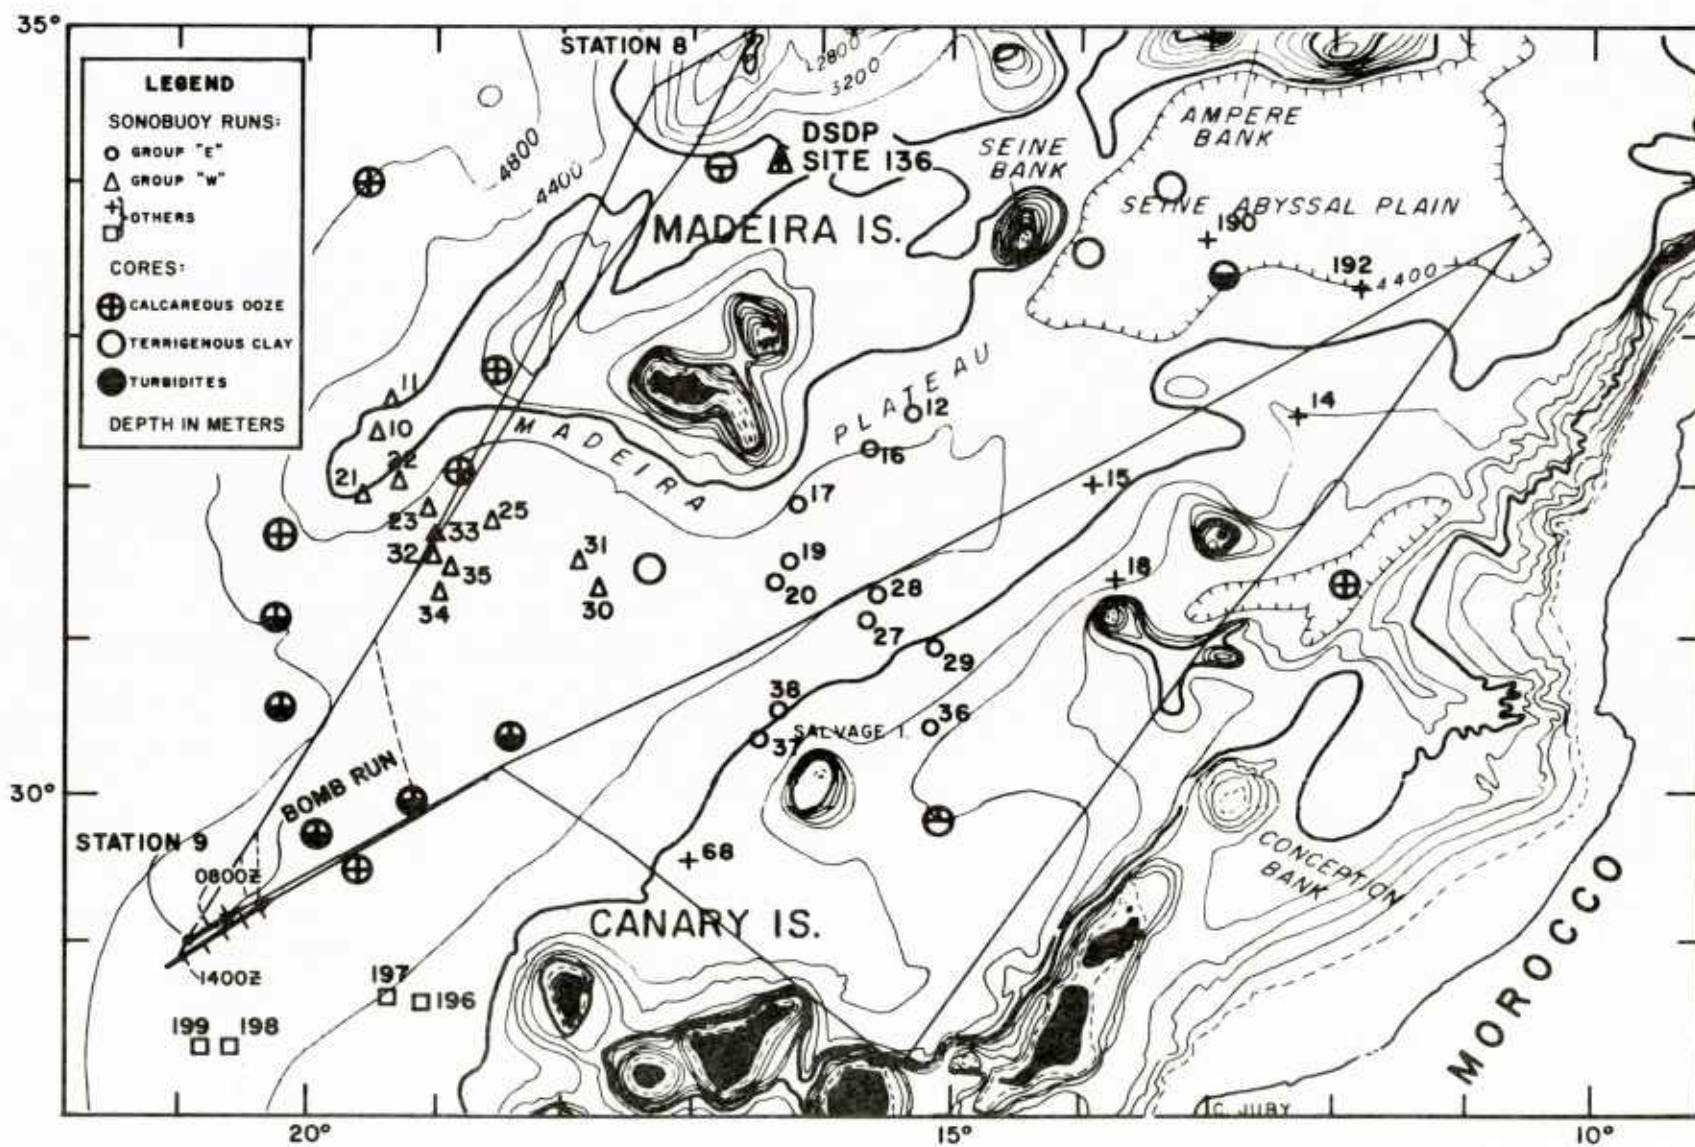 35°
STATION 8
2800
3200
LEGEND
SONOBUOY RUNS:
GROUP "E"
GROUP "W"
OTHERS
CORES:
CALCAREOUS OOZE
TERRIGENOUS CLAY
TURBIDITES
DEPTH IN METERS
4800
4400
DSDP
SITE 136
SEINE
BANK
AMPERE
BANK
SEINE ABYSSAL PLAIN
190
192
4400
MADEIRA IS.
MADEIRA
PLATEAU
11
10
12
14
16
15
22
21
17
23
33
25
32
35
31
19
18
34
30
20
28
27
29
38
36
37
SALVAGE I.
30°
BOMB RUN
STATION 9
0800Z
68
CONCEPTION
BANK
CANARY IS.
1400Z
197
196
199
198
MOROCCO
C. JUBY
20°
15°
10°